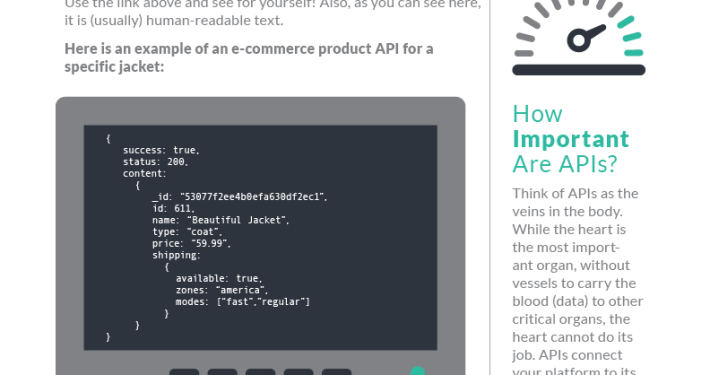 Use the link above and see for yourself! Also, as you can see here,
it is (usually) human-readable text.
Here is an example of an e-commerce product API for a
specific jacket:
{
success: true,
status: 200,
content:
{
_id: "53077f2ee4b0efa630df2ec1",
id: 611,
name: "Beautiful Jacket",
type: "coat",
price: "59.99",
shipping:
{
available: true,
zones: "america",
modes: ["fast","regular"]
}
}
}
How
Important
Are APIs?
Think of APIs as the
veins in the body.
While the heart is
the most import-
ant organ, without
vessels to carry the
blood (data) to other
critical organs, the
heart cannot do its
job. APIs connect
your platform to its